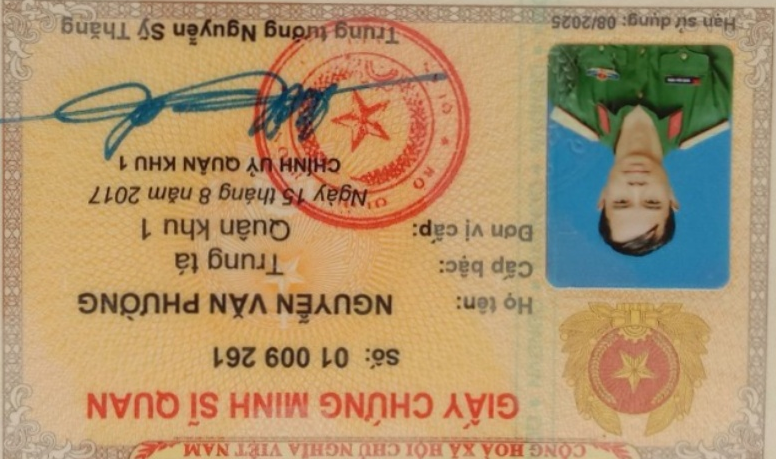 CỘNG HOÀ XÃ HỘI CHỦ NGHĨA VIỆT NAM
GIẤY CHỨNG MINH SĨ QUAN
Số: 01 009 261
Họ tên: NGUYỄN VĂN PHƯỜNG
Cấp bậc: Trung tá
Đơn vị cấp: Quân khu 1
Ngày 15 tháng 8 năm 2017
CHÍNH UỶ QUÂN KHU 1
Trung tướng Nguyễn Sỹ Thăng
Hạn sử dụng: 08/2025